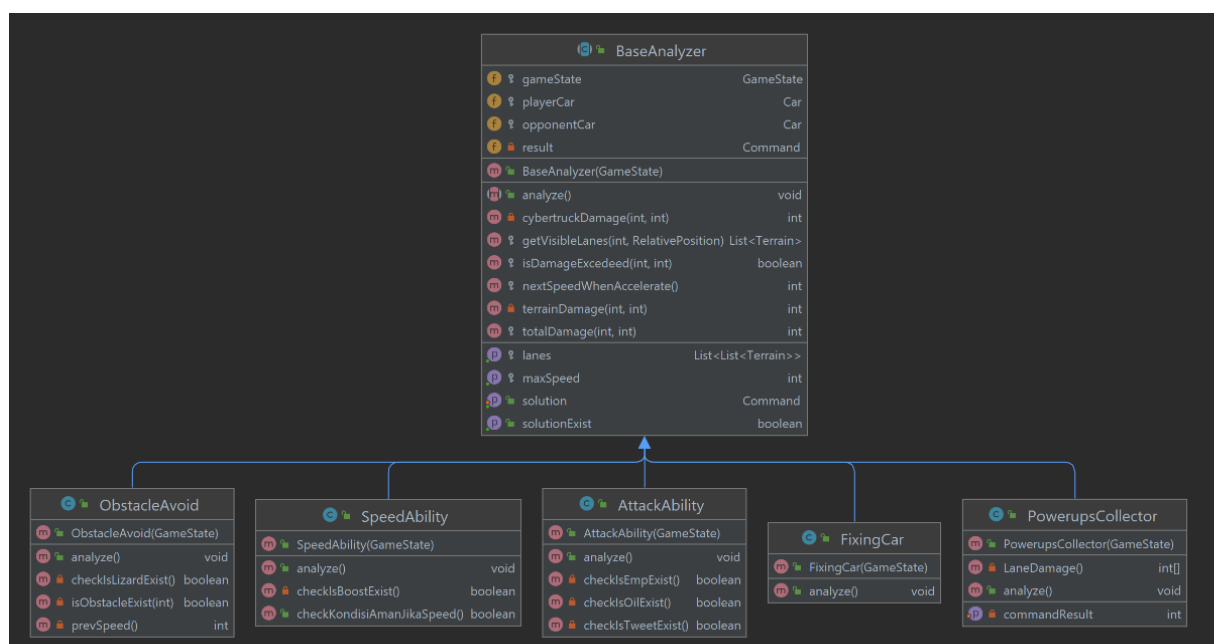 BaseAnalyzer
gameState GameState
playerCar Car
opponentCar Car
result Command
BaseAnalyzer(GameState)
analyze() void
cybertruckDamage(int, int) int
getVisibleLanes(int, RelativePosition) List<Terrain>
isDamageExcedeed(int, int) boolean
nextSpeedWhenAccelerate() int
terrainDamage(int, int) int
totalDamage(int, int) int
lanes List<List<Terrain>>
maxSpeed int
solution Command
solutionExist boolean
ObstacleAvoid
ObstacleAvoid(GameState)
analyze() void
checkIsLizardExist() boolean
isObstacleExist(int) boolean
prevSpeed() int
SpeedAbility
SpeedAbility(GameState)
analyze() void
checkIsBoostExist() boolean
checkKondisiAmanJikaSpeed() boolean
AttackAbility
AttackAbility(GameState)
analyze() void
checkIsEmpExist() boolean
checkIsOilExist() boolean
checkIsTweetExist() boolean
FixingCar
FixingCar(GameState)
analyze() void
PowerupsCollector
PowerupsCollector(GameState)
LaneDamage() int[]
analyze() void
commandResult int